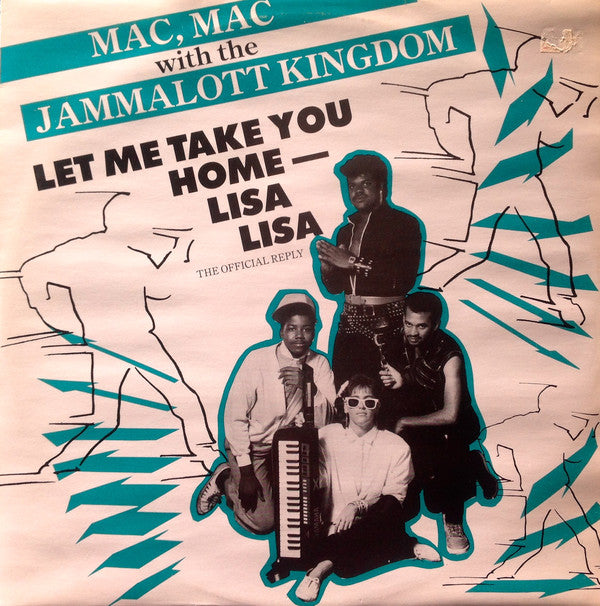 MAC, MAC
with the
JAMMALOTT KINGDOM
LET ME TAKE YOU
HOME—
LISA
LISA
THE OFFICIAL REPLY